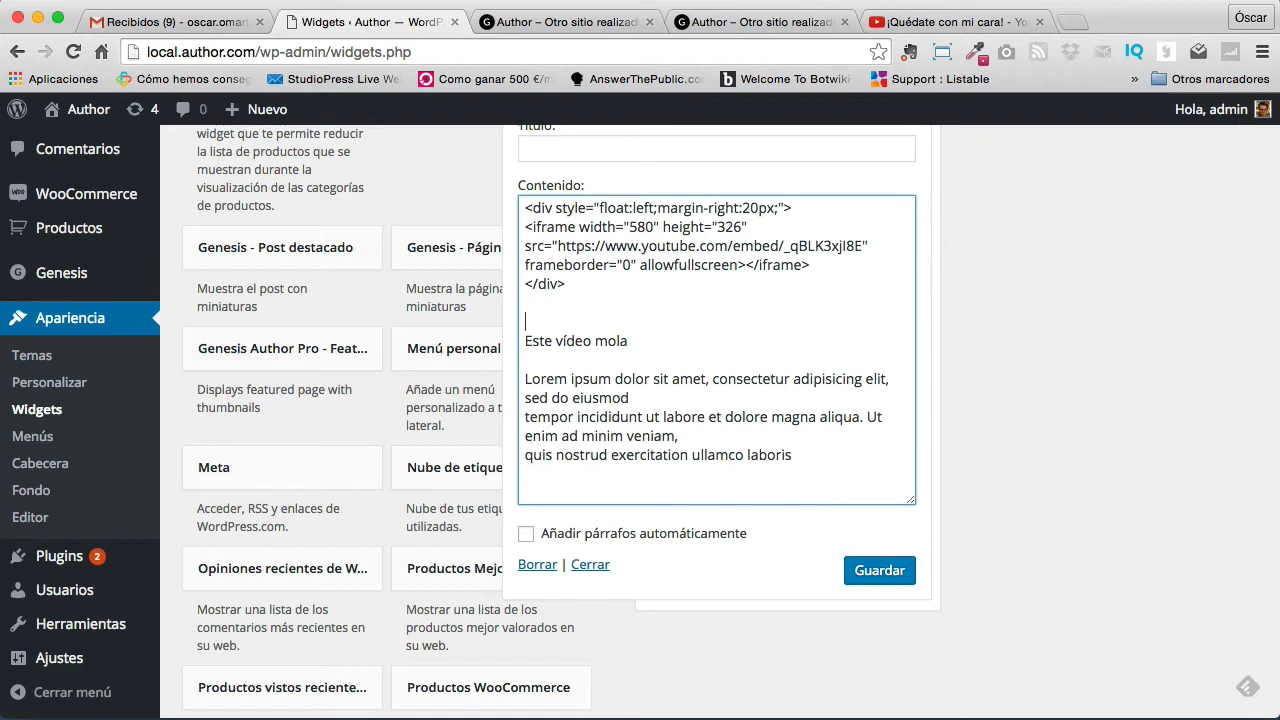 Recibidos (9) - oscar.omar
Widgets ‹ Author — WordP
Author – Otro sitio realizad
Author – Otro sitio realizad
¡Quédate con mi cara! - Yo
Óscar
local.author.com/wp-admin/widgets.php
IQ
Aplicaciones
Cómo hemos conseg
StudioPress Live We
Como ganar 500 €/m
AnswerThePublic.co
Welcome To Botwiki
Support : Listable
»
Otros marcadores
Author
4
0
Nuevo
Hola, admin
Comentarios
WooCommerce
Productos
Genesis
Apariencia
Temas
Personalizar
Widgets
Menús
Cabecera
Fondo
Editor
Plugins 2
Usuarios
Herramientas
Ajustes
Cerrar menú
widget que te permite reducir
la lista de productos que se
muestran durante la
visualización de las categorías
de productos.
Genesis - Post destacado
Genesis - Págin
Muestra el post con
miniaturas
Muestra la página
miniaturas
Genesis Author Pro - Feat...
Menú personal
Displays featured page with
thumbnails
Añade un menú
personalizado a t
lateral.
Meta
Nube de etique
Acceder, RSS y enlaces de
WordPress.com.
Nube de tus etiqu
utilizadas.
Opiniones recientes de W...
Productos Mejo
Mostrar una lista de los
comentarios más recientes en
su web.
Mostrar una lista de los
productos mejor valorados en
su web.
Productos vistos reciente...
Productos WooCommerce
Título:
Contenido:
<div style="float:left;margin-right:20px;">
<iframe width="580" height="326"
src="https://www.youtube.com/embed/_qBLK3xjI8E"
frameborder="0" allowfullscreen></iframe>
</div>
Este vídeo mola
Lorem ipsum dolor sit amet, consectetur adipisicing elit,
sed do eiusmod
tempor incididunt ut labore et dolore magna aliqua. Ut
enim ad minim veniam,
quis nostrud exercitation ullamco laboris
Añadir párrafos automáticamente
Borrar | Cerrar
Guardar